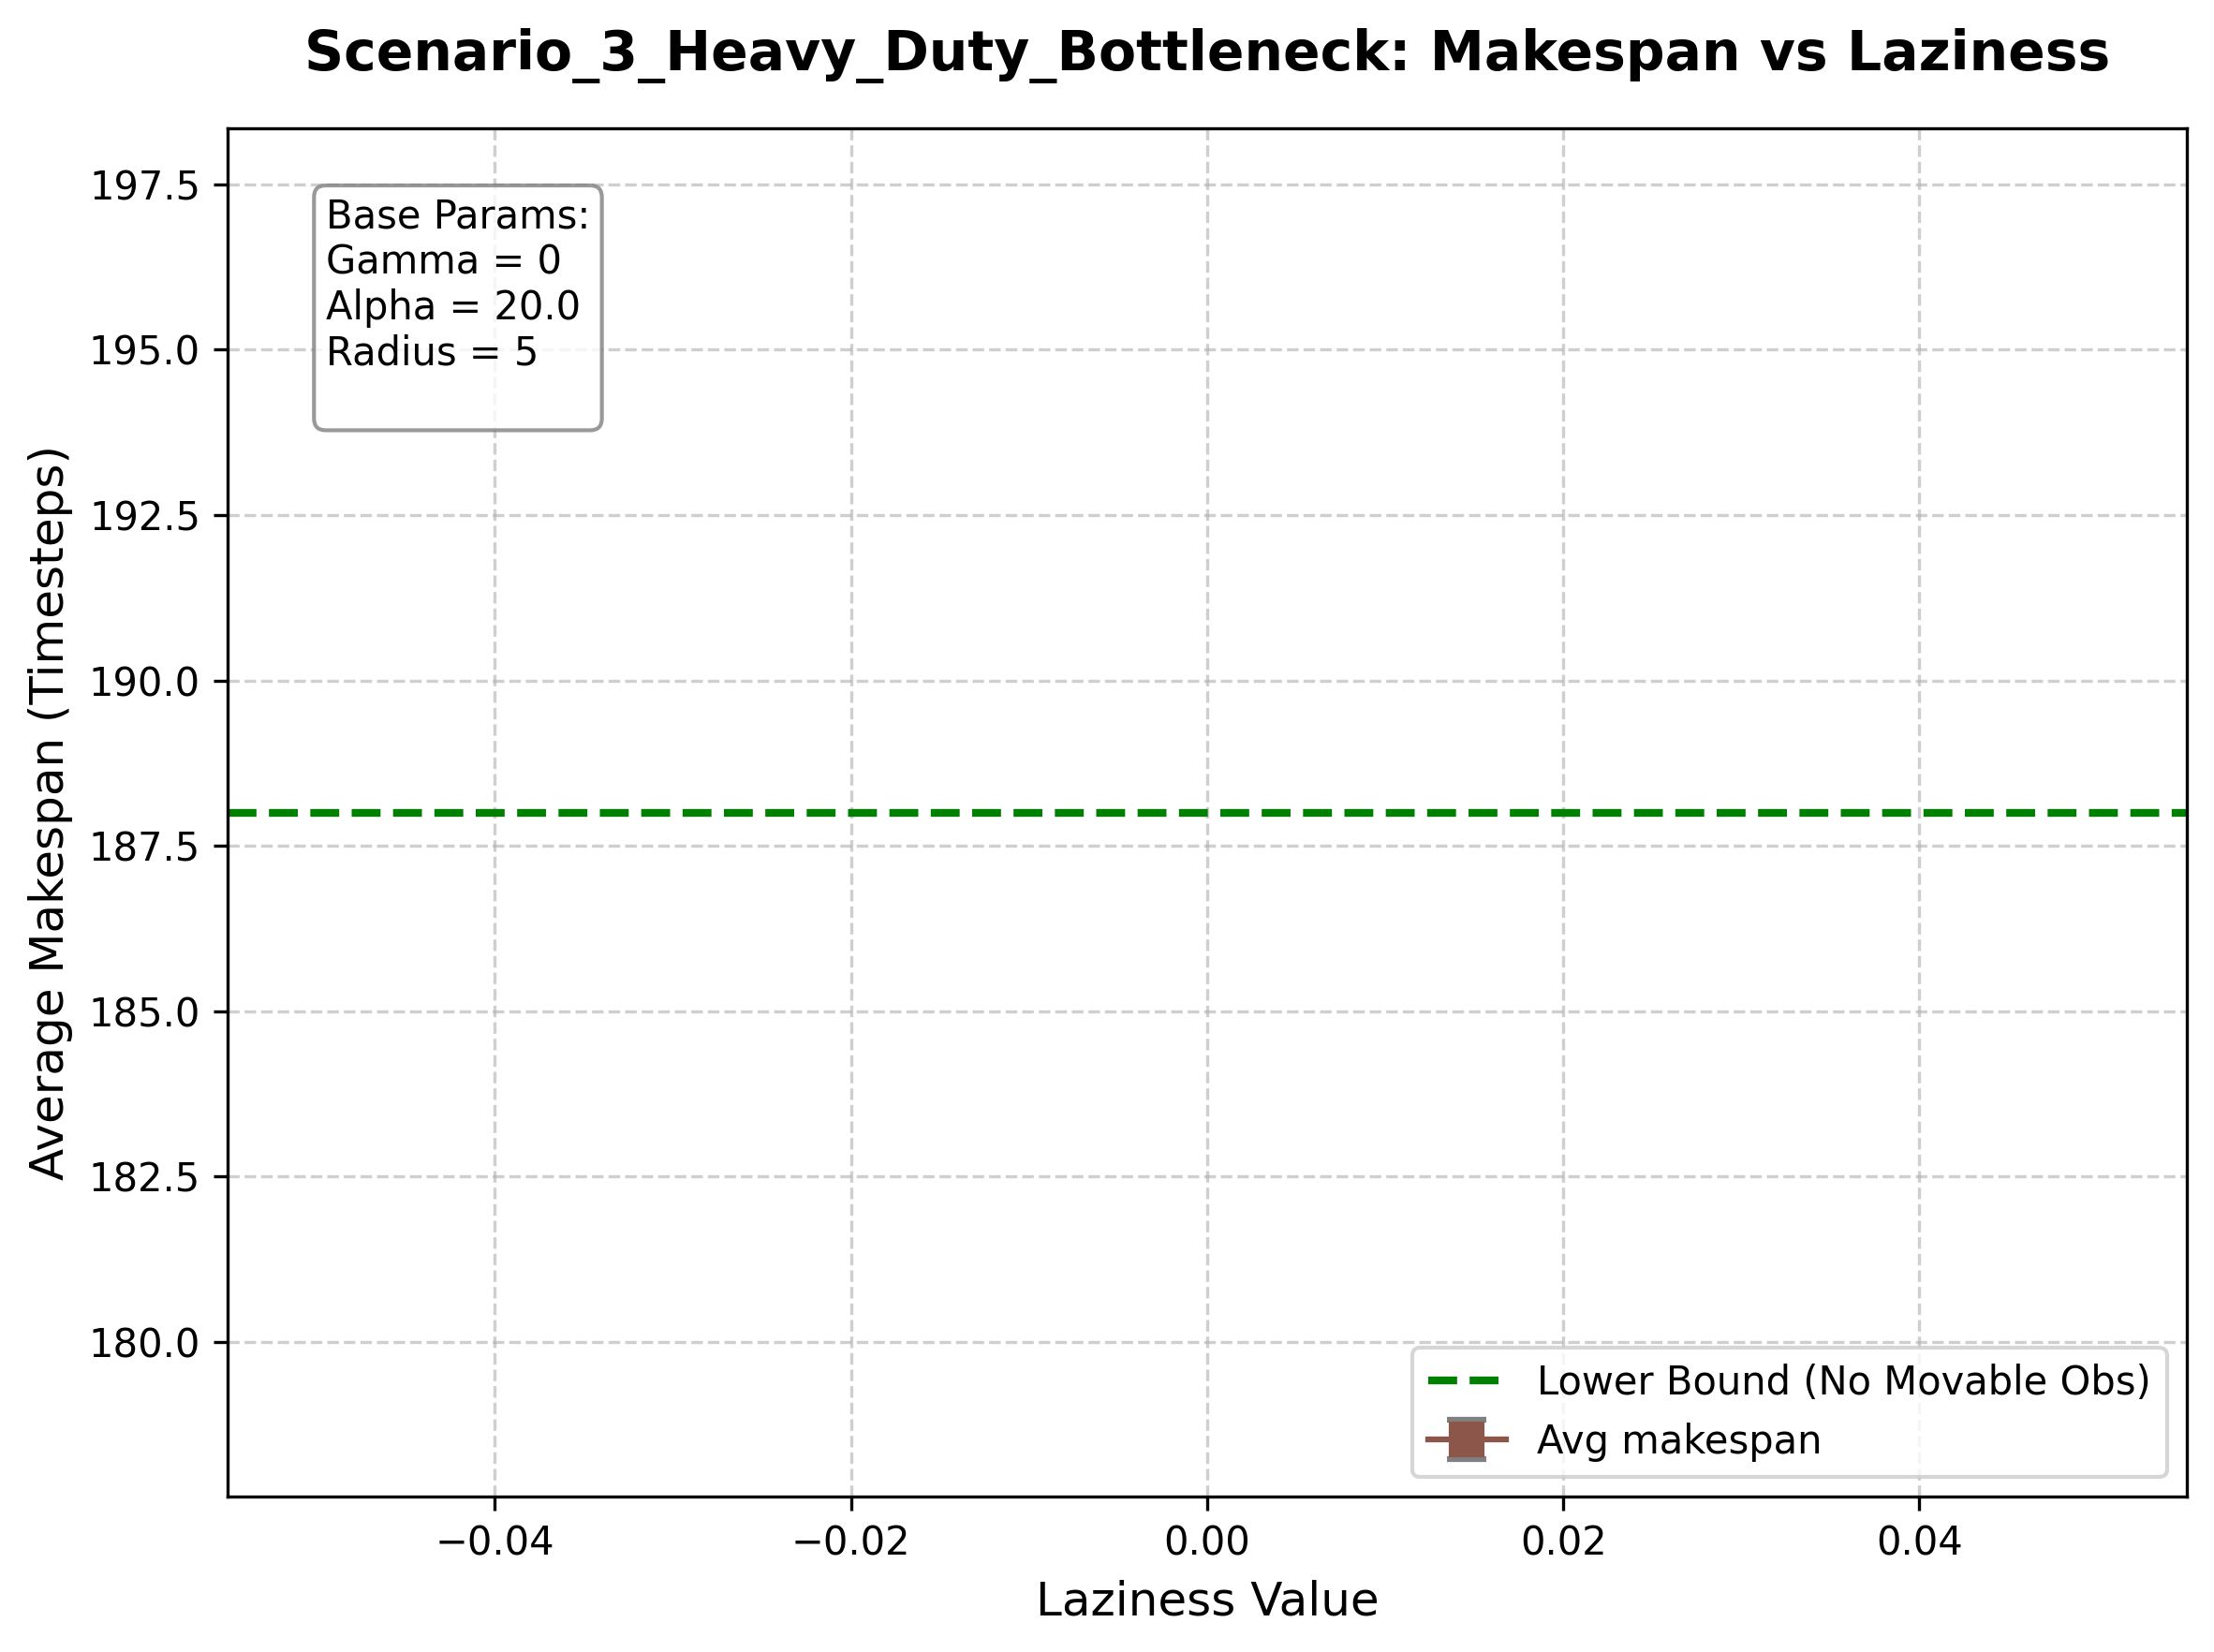 Scenario_3_Heavy_Duty_Bottleneck: Makespan vs Laziness
197.5
195.0
192.5
190.0
187.5
185.0
182.5
180.0
Average Makespan (Timesteps)
Base Params:
Gamma = 0
Alpha = 20.0
Radius = 5
Lower Bound (No Movable Obs)
Avg makespan
−0.04
−0.02
0.00
0.02
0.04
Laziness Value